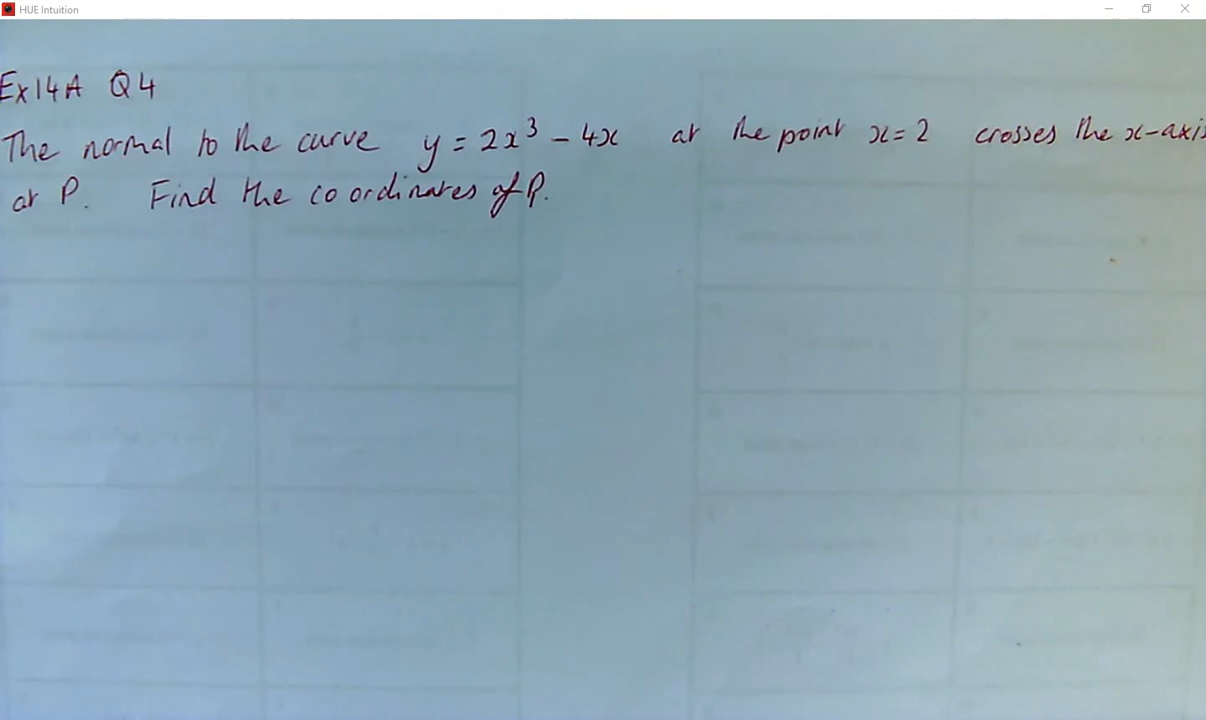 HUE Intuition
Ex14A Q4
The normal to the curve y = 2x³ - 4x at the point x = 2 crosses the x-axis
at P. Find the coordinates of P.